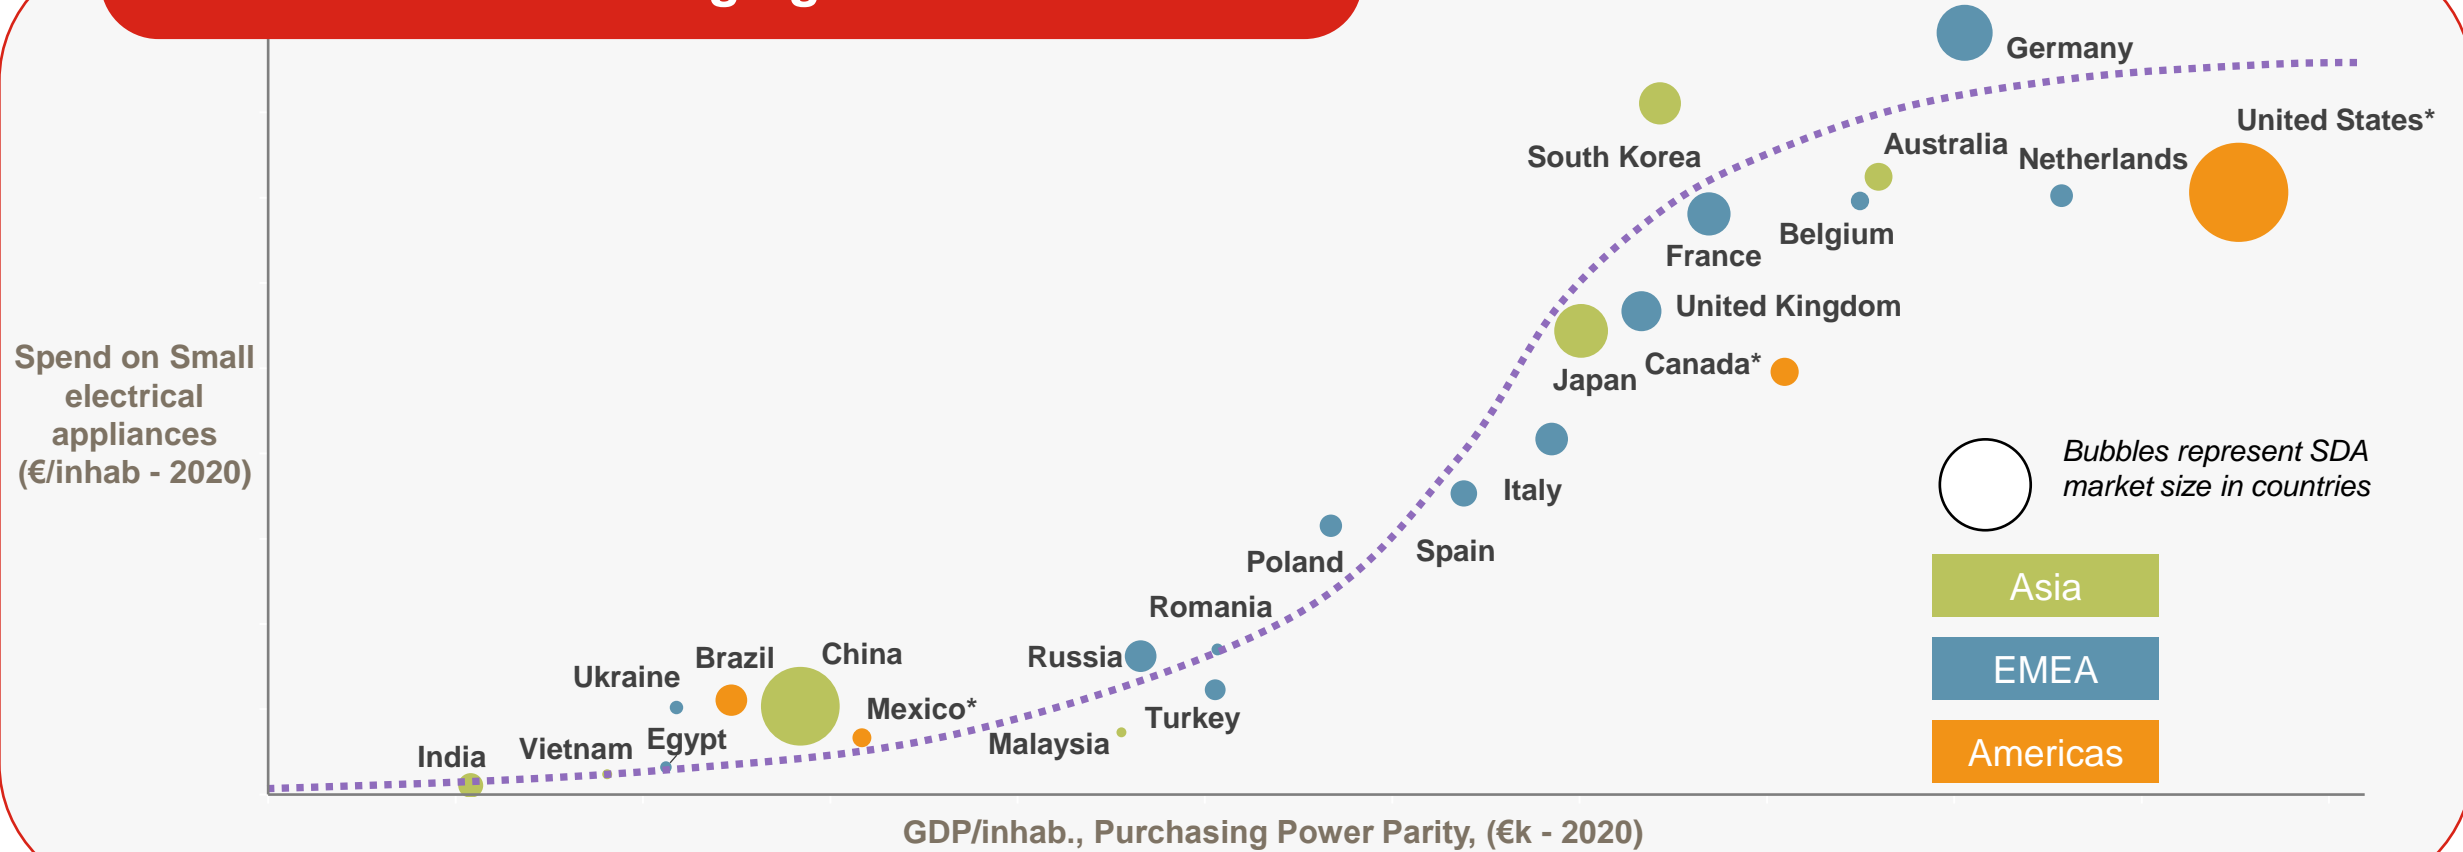 Germany
United States*
Australia
South Korea
Netherlands
Belgium
France
United Kingdom
Spend on Small
electrical
appliances
(€/inhab - 2020)
Canada*
Japan
Bubbles represent SDA
market size in countries
Italy
Spain
Poland
Asia
Romania
China
Brazil
Russia
Ukraine
EMEA
Mexico*
Turkey
Egypt
Malaysia
Vietnam
India
Americas
GDP/inhab., Purchasing Power Parity, (€k - 2020)